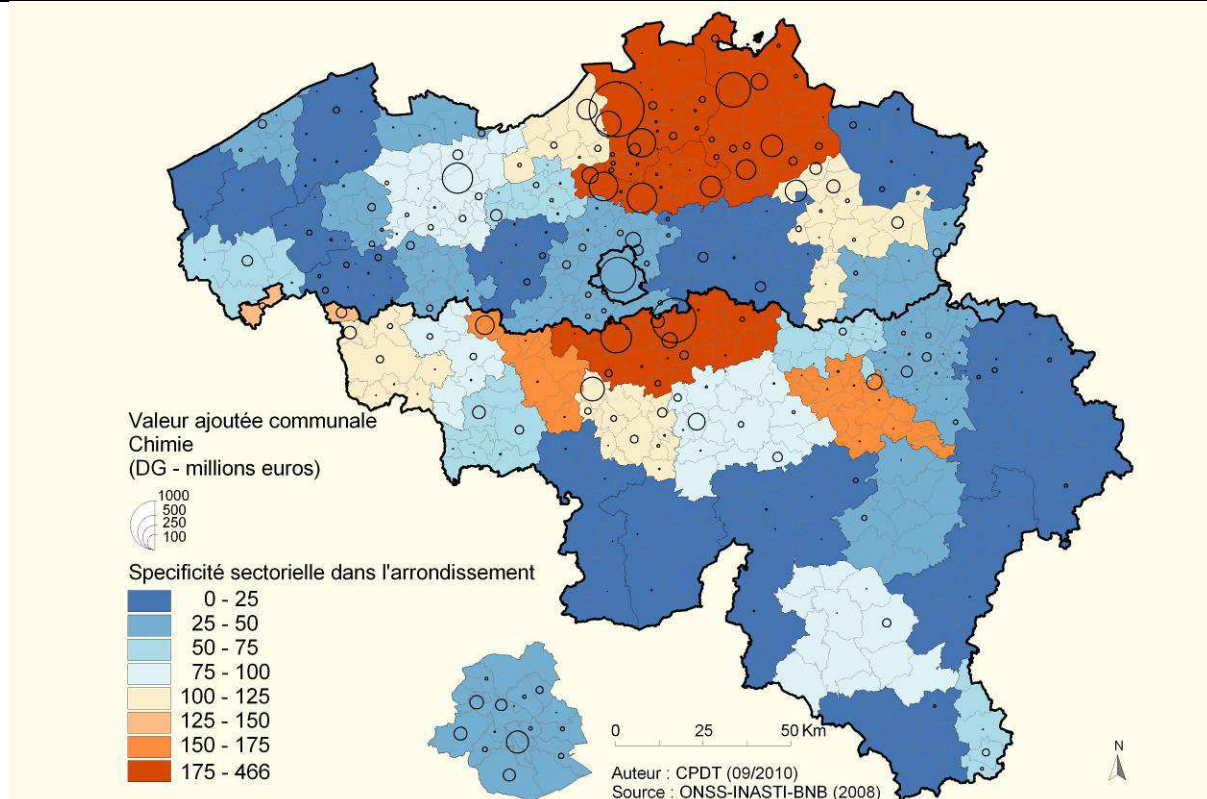 Valeur ajoutée communale
Chimie
(DG - millions euros)
1000
500
250
100
Specificité sectorielle dans l'arrondissement
0 - 25
25 - 50
50 - 75
75 - 100
100 - 125
125 - 150
150 - 175
175 - 466
0 25 50 Km
Auteur : CPDT (09/2010)
Source : ONSS-INASTI-BNB (2008)
N